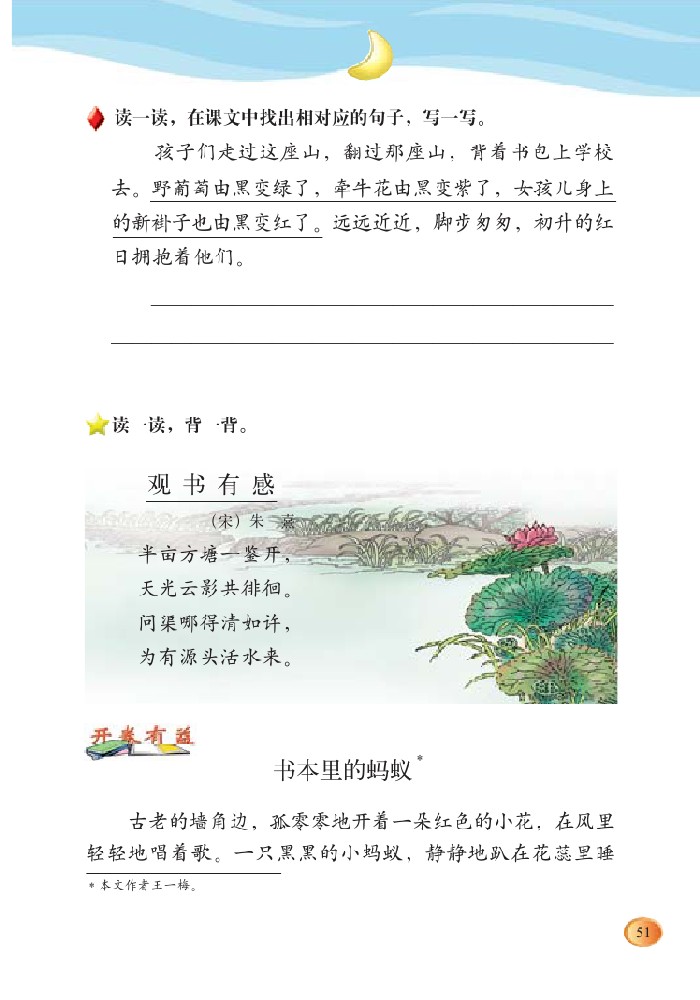 读一读，在课文中找出相对应的句子，写一写。
孩子们走过这座山，翻过那座山，背着书包上学校
去。野葡萄由黑变绿了，牵牛花由黑变紫了，女孩儿身上
的新褂子也由黑变红了。远远近近，脚步匆匆，初升的红
日拥抱着他们。
读一读，背一背。
观书有感
（宋）朱熹
半亩方塘一鉴开，
天光云影共徘徊。
问渠哪得清如许，
为有源头活水来。
开卷有益
书本里的蚂蚁*
古老的墙角边，孤零零地开着一朵红色的小花，在风里
轻轻地唱着歌。一只黑黑的小蚂蚁，静静地趴在花蕊里睡
* 本文作者王一梅。
51